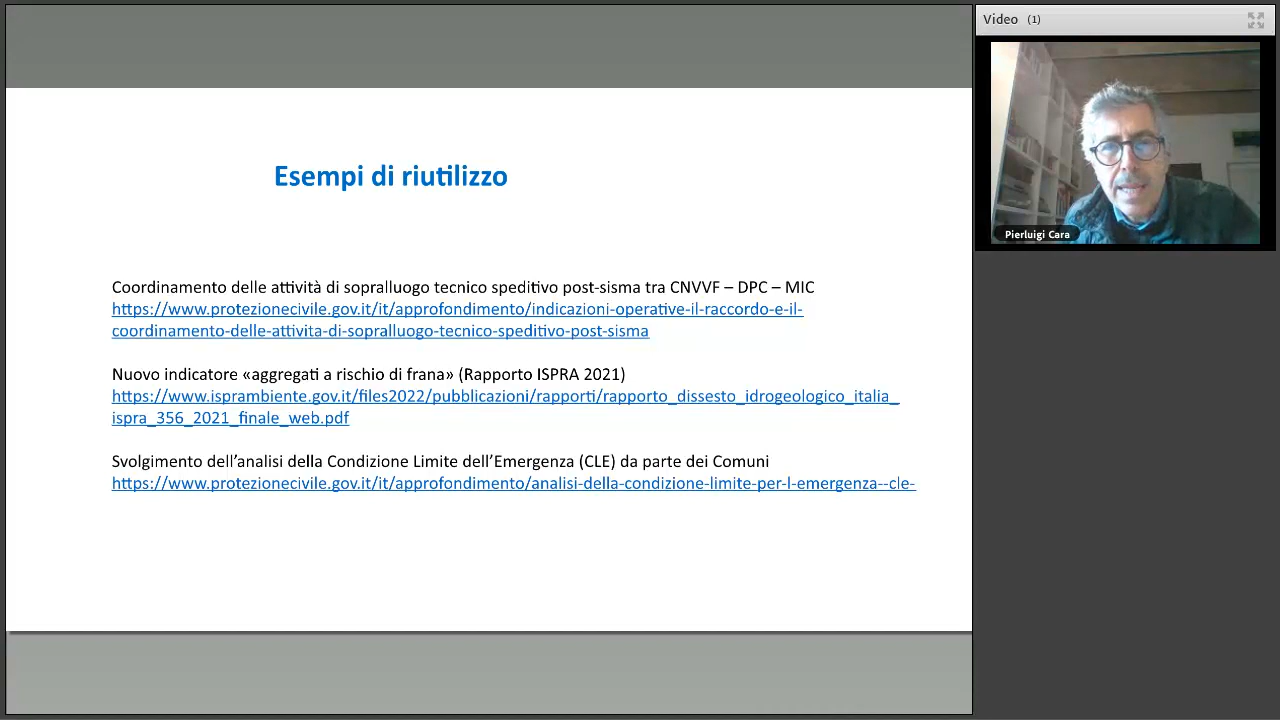 Video (1)
Pierluigi Cara
Esempi di riutilizzo
Coordinamento delle attività di sopralluogo tecnico speditivo post-sisma tra CNVVF – DPC – MIC
https://www.protezionecivile.gov.it/it/approfondimento/indicazioni-operative-il-raccordo-e-il-
coordinamento-delle-attivita-di-sopralluogo-tecnico-speditivo-post-sisma
Nuovo indicatore «aggregati a rischio di frana» (Rapporto ISPRA 2021)
https://www.isprambiente.gov.it/files2022/pubblicazioni/rapporti/rapporto_dissesto_idrogeologico_italia_
ispra_356_2021_finale_web.pdf
Svolgimento dell’analisi della Condizione Limite dell’Emergenza (CLE) da parte dei Comuni
https://www.protezionecivile.gov.it/it/approfondimento/analisi-della-condizione-limite-per-l-emergenza--cle-